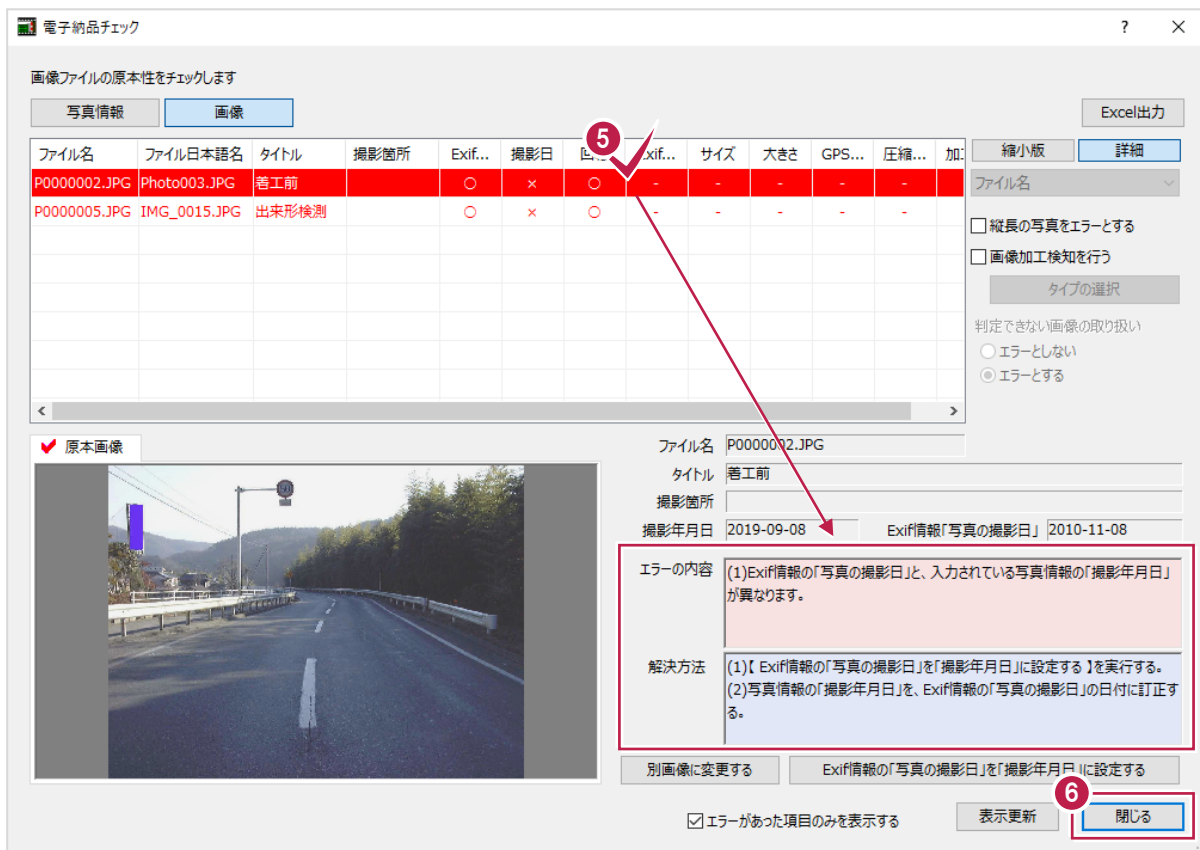 電子納品チェック
?
画像ファイルの原本性をチェックします
写真情報
画像
Excel出力
ファイル名 ファイル日本語名 タイトル 撮影箇所 Exif... 撮影日 サイズ 大きさ GPS... 圧縮...
P0000002.JPG Photo003.JPG 着工前 ○ × ○ - - - - -
P0000005.JPG IMG_0015.JPG 出来形検測 ○ × ○ - - - - -
5
縮小版
詳細
ファイル名
縦長の写真をエラーとする
画像加工検知を行う
タイプの選択
判定できない画像の取り扱い
エラーとしない
エラーとする
原本画像
ファイル名 P0000002.JPG
タイトル 着工前
撮影箇所
撮影年月日 2019-09-08 Exif情報「写真の撮影日」 2010-11-08
エラーの内容
(1)Exif情報の「写真の撮影日」と、入力されている写真情報の「撮影年月日」
が異なります。
解決方法
(1)【 Exif情報の「写真の撮影日」を「撮影年月日」に設定する 】を実行する。
(2)写真情報の「撮影年月日」を、Exif情報の「写真の撮影日」の日付に訂正す
る。
別画像に変更する
Exif情報の「写真の撮影日」を「撮影年月日」に設定する
6
エラーがあった項目のみを表示する
表示更新
閉じる